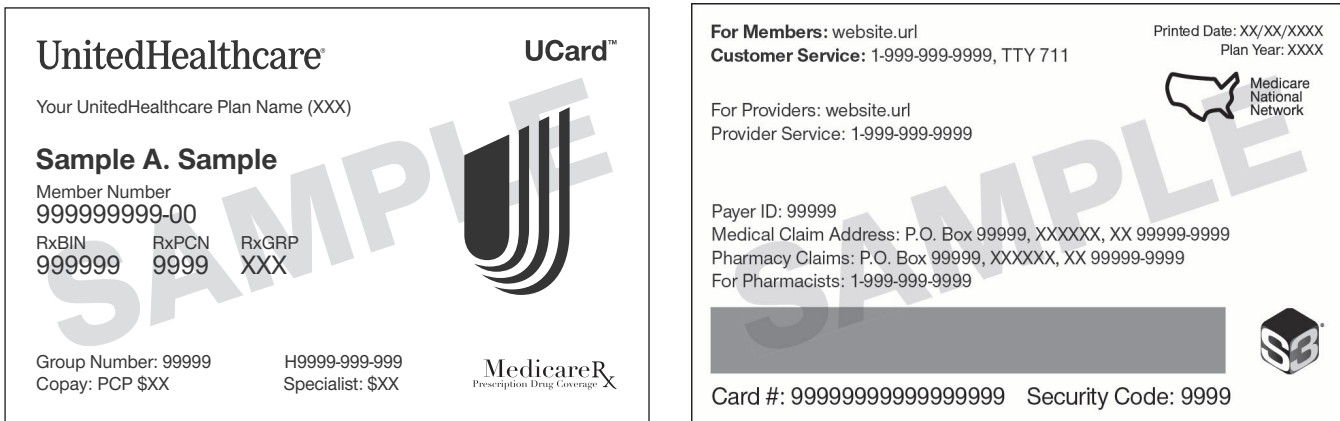 UnitedHealthcare®
UCard™
Your UnitedHealthcare Plan Name (XXX)
Sample A. Sample
Member Number
999999999-00
RxBIN RxPCN RxGRP
999999 9999 XXX
Group Number: 99999 H9999-999-999
Copay: PCP $XX Specialist: $XX
MedicareRx
Prescription Drug Coverage
SAMPLE
For Members: website.url
Customer Service: 1-999-999-9999, TTY 711
Printed Date: XX/XX/XXXX
Plan Year: XXXX
Medicare
National
Network
For Providers: website.url
Provider Service: 1-999-999-9999
Payer ID: 99999
Medical Claim Address: P.O. Box 99999, XXXXXX, XX 99999-9999
Pharmacy Claims: P.O. Box 99999, XXXXXX, XX 99999-9999
For Pharmacists: 1-999-999-9999
S3®
Card #: 99999999999999999 Security Code: 9999
SAMPLE